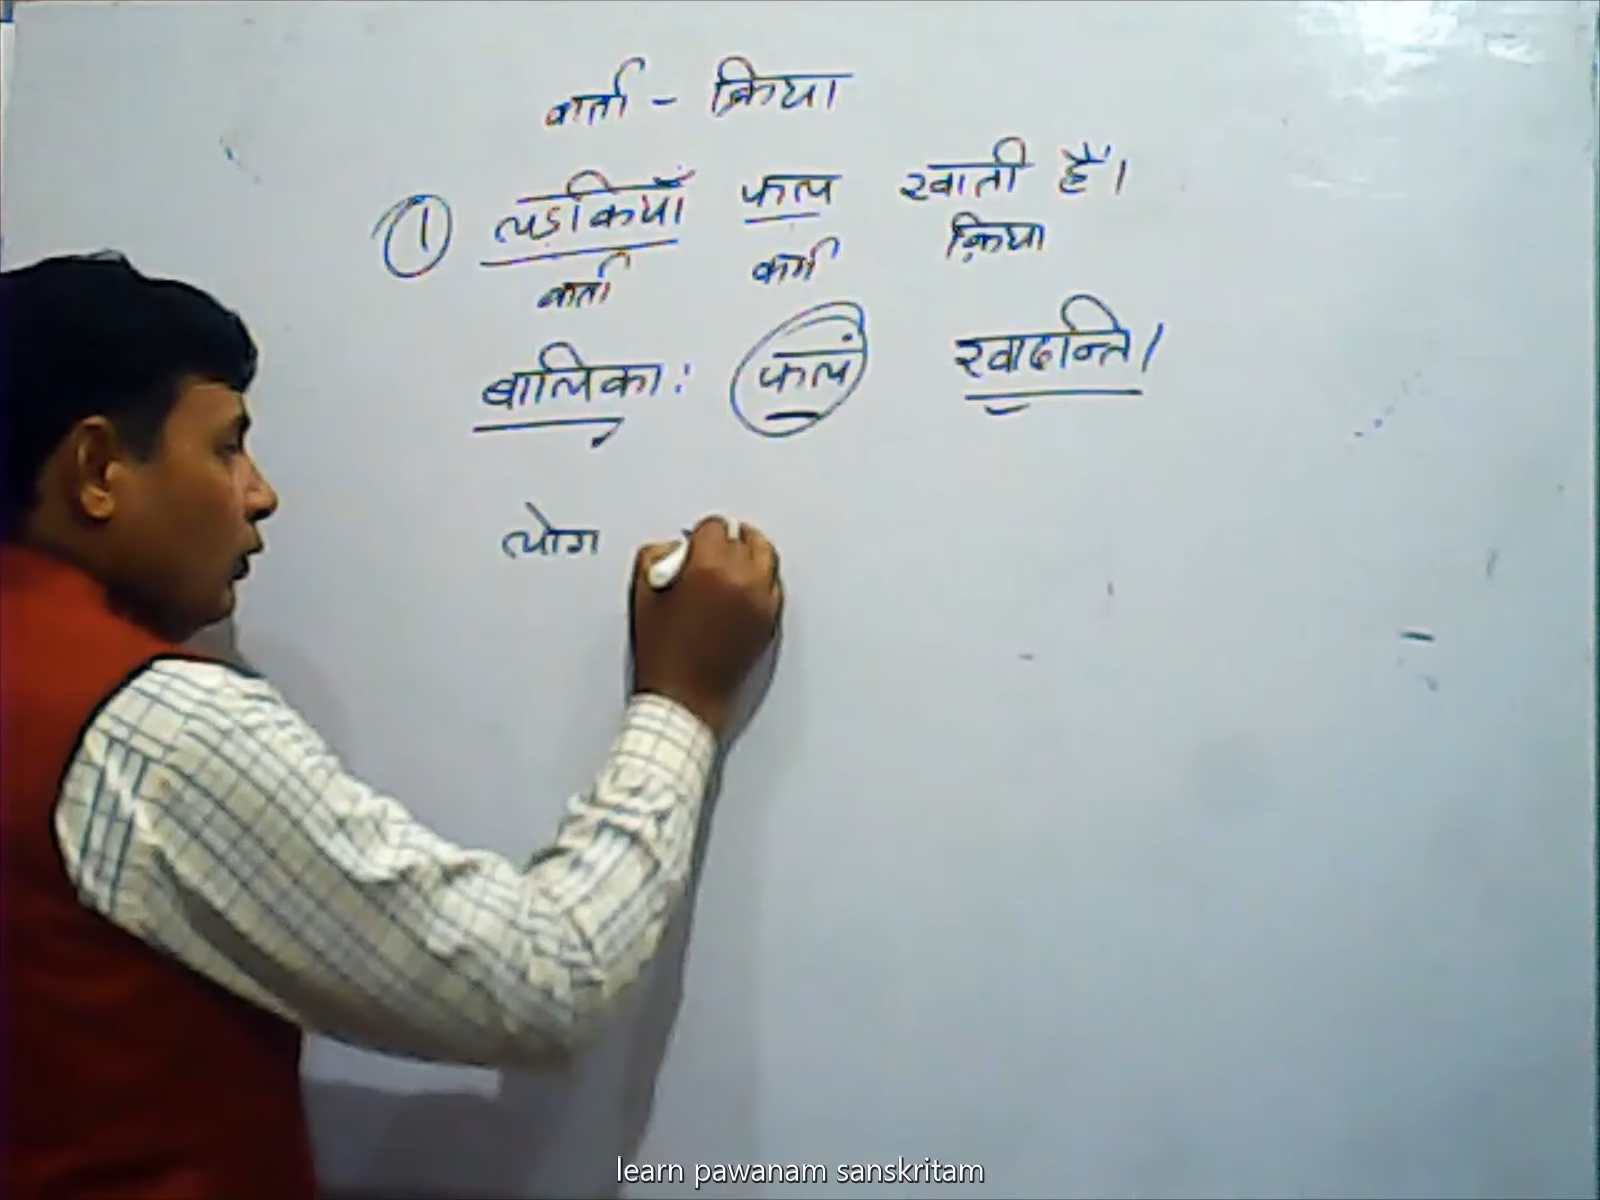 कर्ता - क्रिया
① लड़कियाँ फल खाती हैं।
कर्ता कर्म क्रिया
बालिका: फलं खादन्ति।
लोग
learn pawanam sanskritam